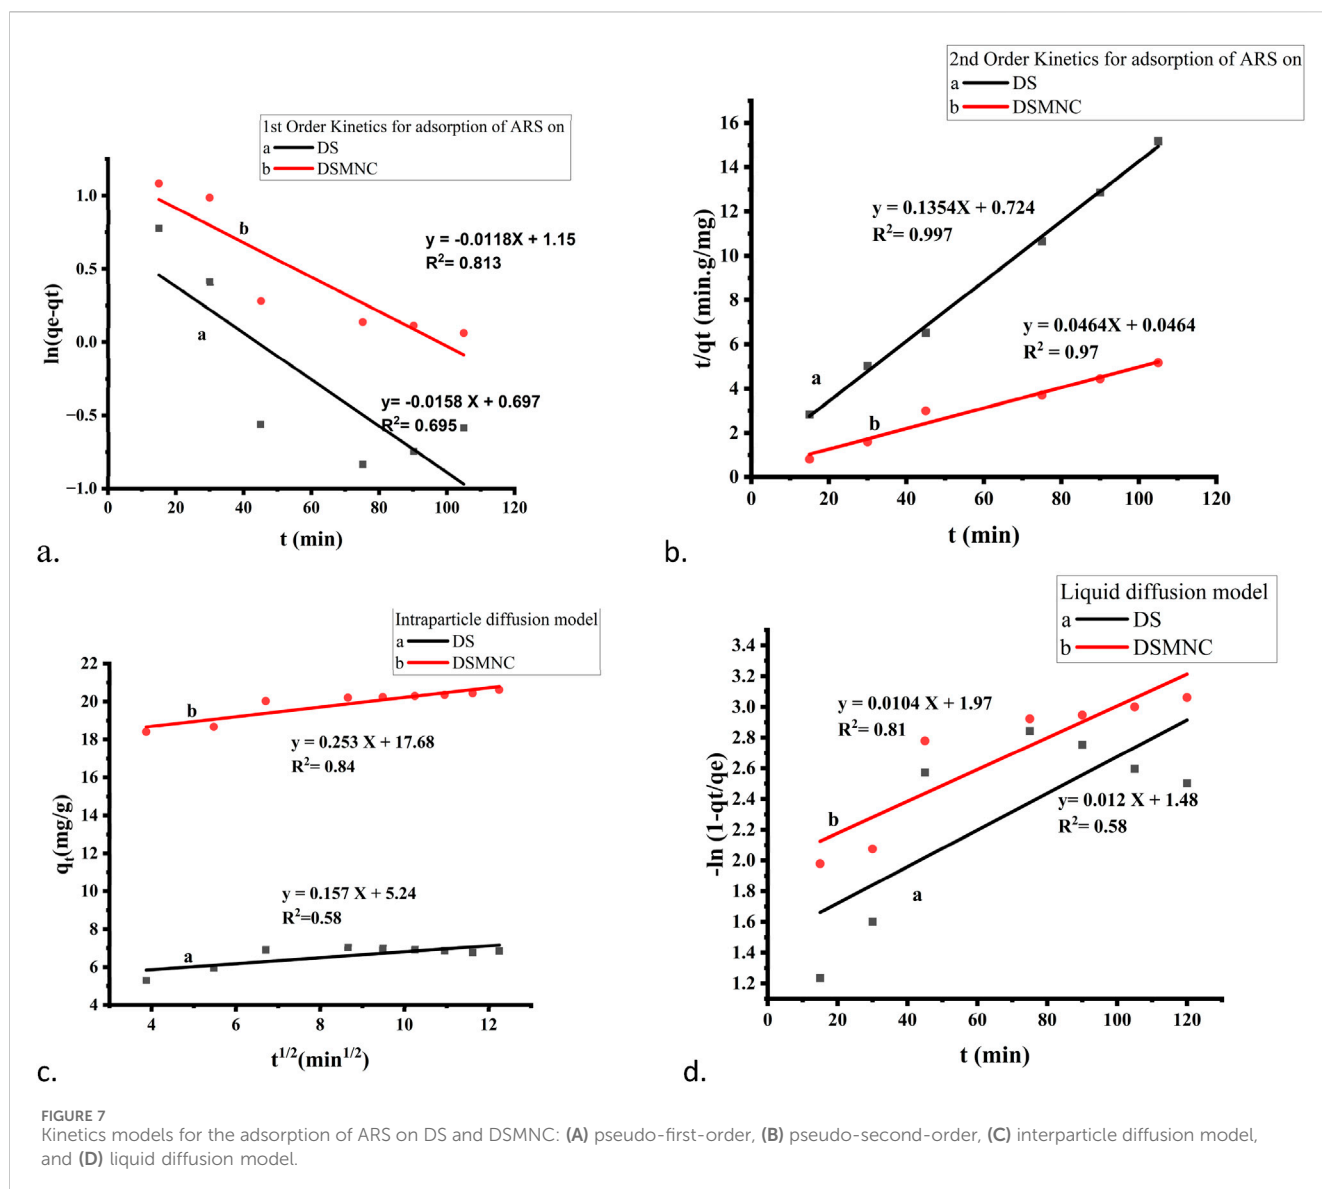 1st Order Kinetics for adsorption of ARS on
a DS
b DSMNC
1.0
0.5
0.0
−0.5
−1.0
ln(qe-qt)
b
a
y = -0.0118X + 1.15
R²= 0.813
y= -0.0158 X + 0.697
R²= 0.695
0 20 40 60 80 100 120
t (min)
a.
2nd Order Kinetics for adsorption of ARS on
a DS
b DSMNC
16
14
12
10
8
6
4
2
0
t/qt (min.g/mg)
y = 0.1354X + 0.724
R²= 0.997
y = 0.0464X + 0.0464
R² = 0.97
a
b
0 20 40 60 80 100 120
t (min)
b.
Intraparticle diffusion model
a DS
b DSMNC
22
20
18
16
14
12
10
8
6
4
qt(mg/g)
b
y = 0.253 X + 17.68
R²= 0.84
y = 0.157 X + 5.24
R²=0.58
a
4 6 8 10 12
t1/2(min1/2)
c.
Liquid diffusion model
a DS
b DSMNC
3.4
3.2
3.0
2.8
2.6
2.4
2.2
2.0
1.8
1.6
1.4
1.2
-ln (1-qt/qe)
y = 0.0104 X + 1.97
R²= 0.81
y= 0.012 X + 1.48
R²= 0.58
b
a
0 20 40 60 80 100 120
t (min)
d.
FIGURE 7
Kinetics models for the adsorption of ARS on DS and DSMNC: (A) pseudo-first-order, (B) pseudo-second-order, (C) interparticle diffusion model,
and (D) liquid diffusion model.